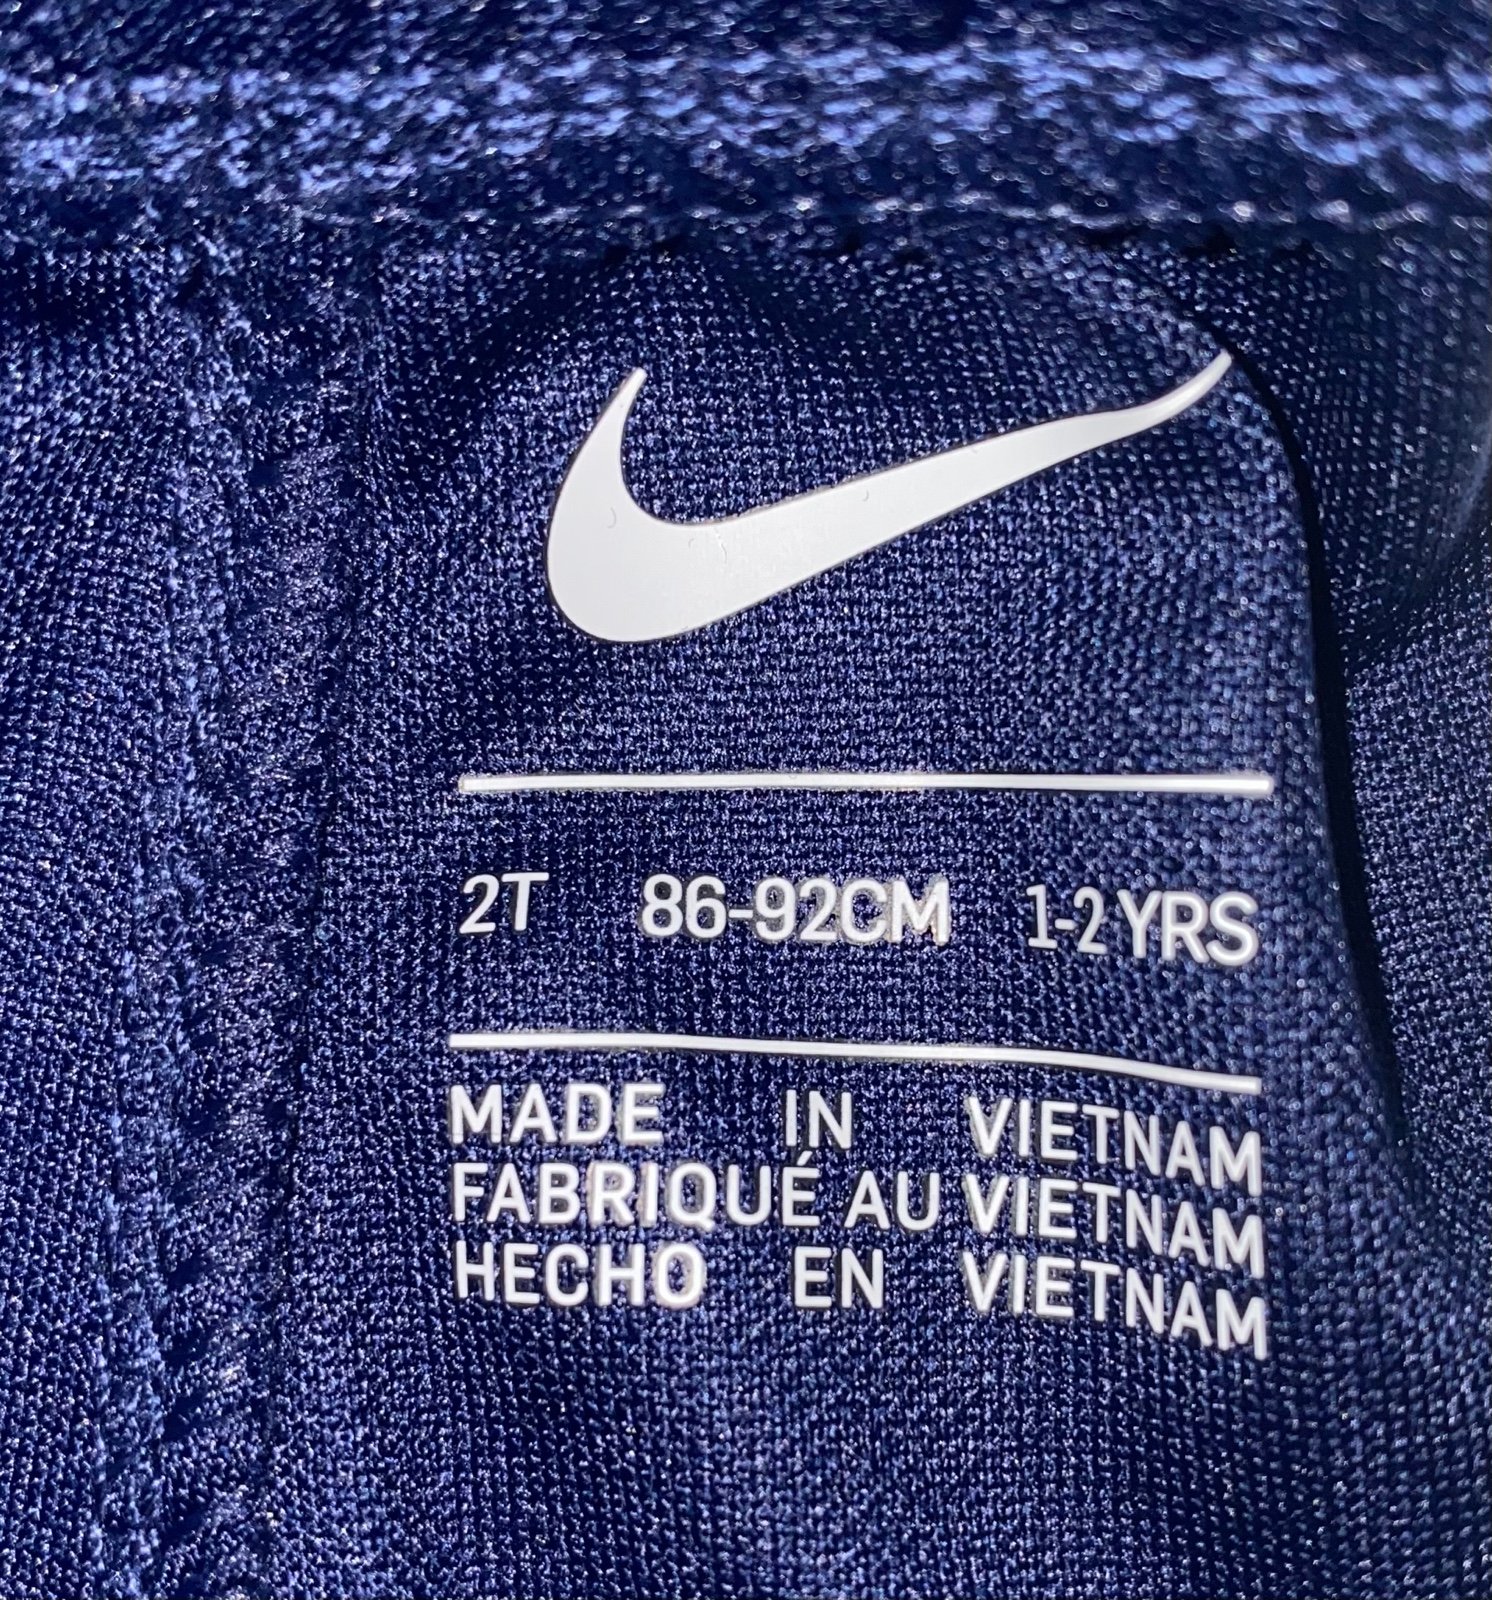 2T 86-92CM 1-2 YRS
MADE IN VIETNAM
FABRIQUÉ AU VIETNAM
HECHO EN VIETNAM